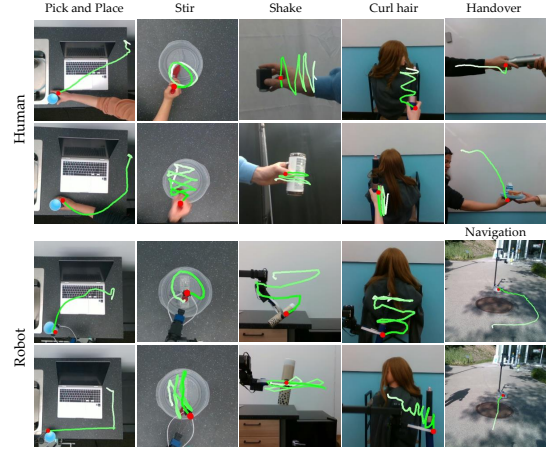 Pick and Place
Stir
Shake
Curl hair
Handover
Human
Navigation
Robot